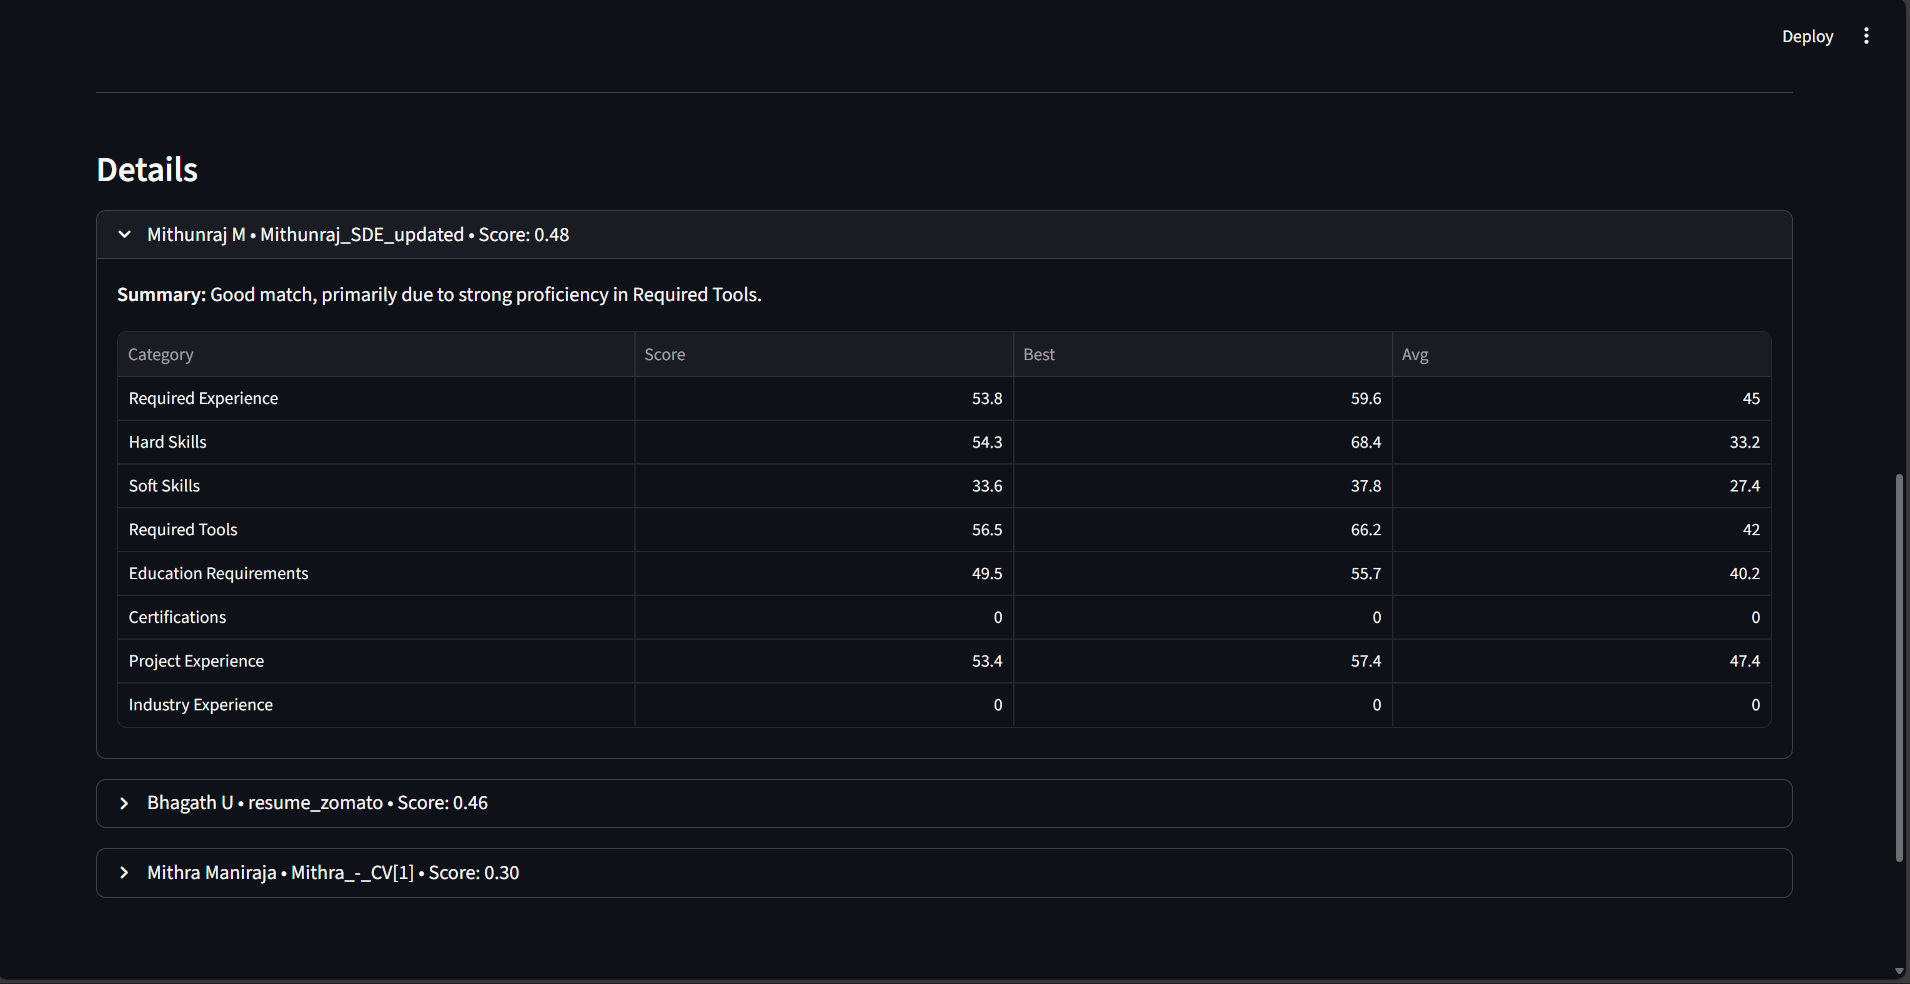 Deploy
Details
Mithunraj M • Mithunraj_SDE_updated • Score: 0.48
Summary: Good match, primarily due to strong proficiency in Required Tools.
Category Score Best Avg
Required Experience 53.8 59.6 45
Hard Skills 54.3 68.4 33.2
Soft Skills 33.6 37.8 27.4
Required Tools 56.5 66.2 42
Education Requirements 49.5 55.7 40.2
Certifications 0 0 0
Project Experience 53.4 57.4 47.4
Industry Experience 0 0 0
Bhagath U • resume_zomato • Score: 0.46
Mithra Maniraja • Mithra_-_CV[1] • Score: 0.30